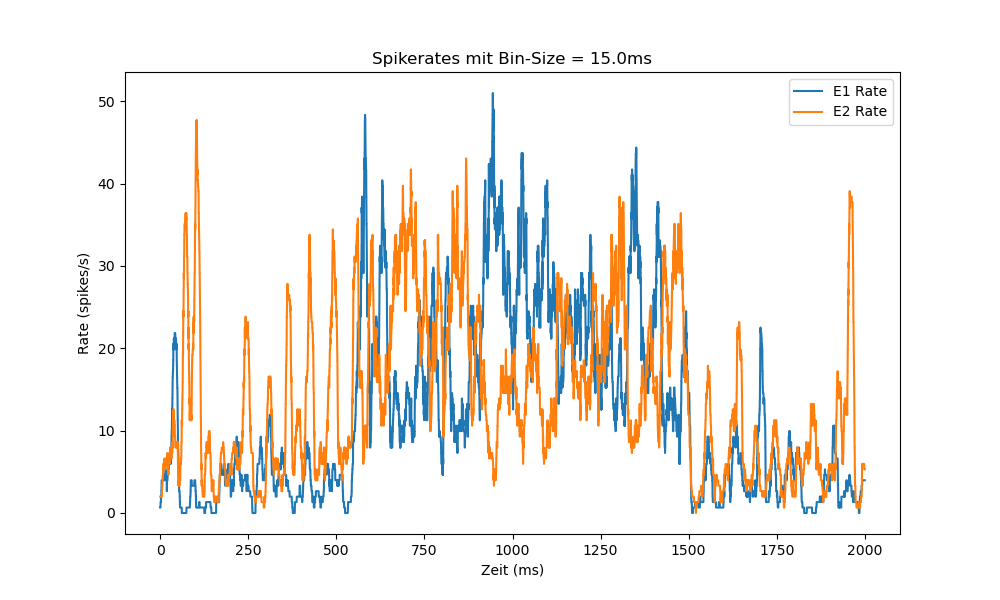 Spikerates mit Bin-Size = 15.0ms
E1 Rate
E2 Rate
Rate (spikes/s)
50
40
30
20
10
0
0 250 500 750 1000 1250 1500 1750 2000
Zeit (ms)